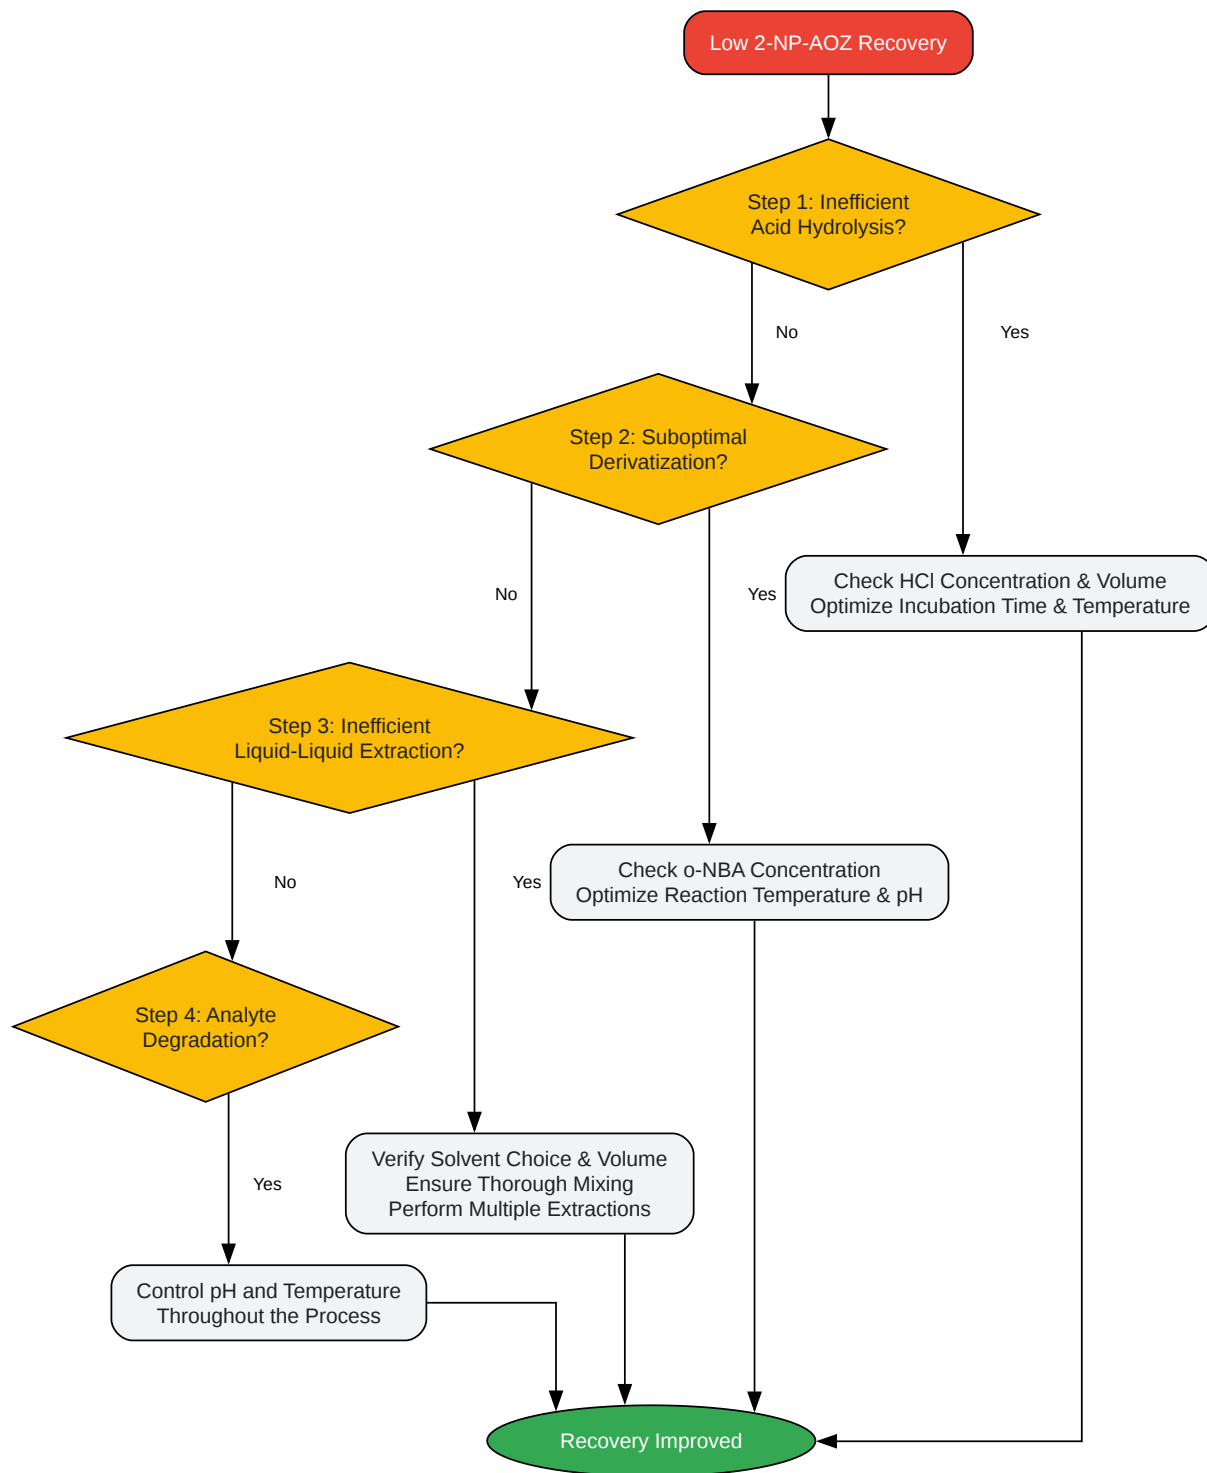 Low 2-NP-AOZ Recovery
Step 1: Inefficient
Acid Hydrolysis?
No
Yes
Step 2: Suboptimal
Derivatization?
Check HCl Concentration & Volume
Optimize Incubation Time & Temperature
No
Yes
Step 3: Inefficient
Liquid-Liquid Extraction?
Check o-NBA Concentration
Optimize Reaction Temperature & pH
No
Yes
Step 4: Analyte
Degradation?
Verify Solvent Choice & Volume
Ensure Thorough Mixing
Perform Multiple Extractions
Yes
Control pH and Temperature
Throughout the Process
Recovery Improved